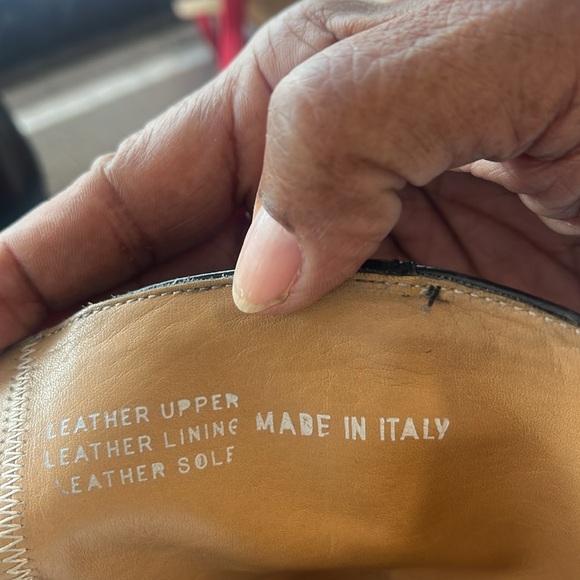 LEATHER UPPER
LEATHER LINING
LEATHER SOLE
MADE IN ITALY